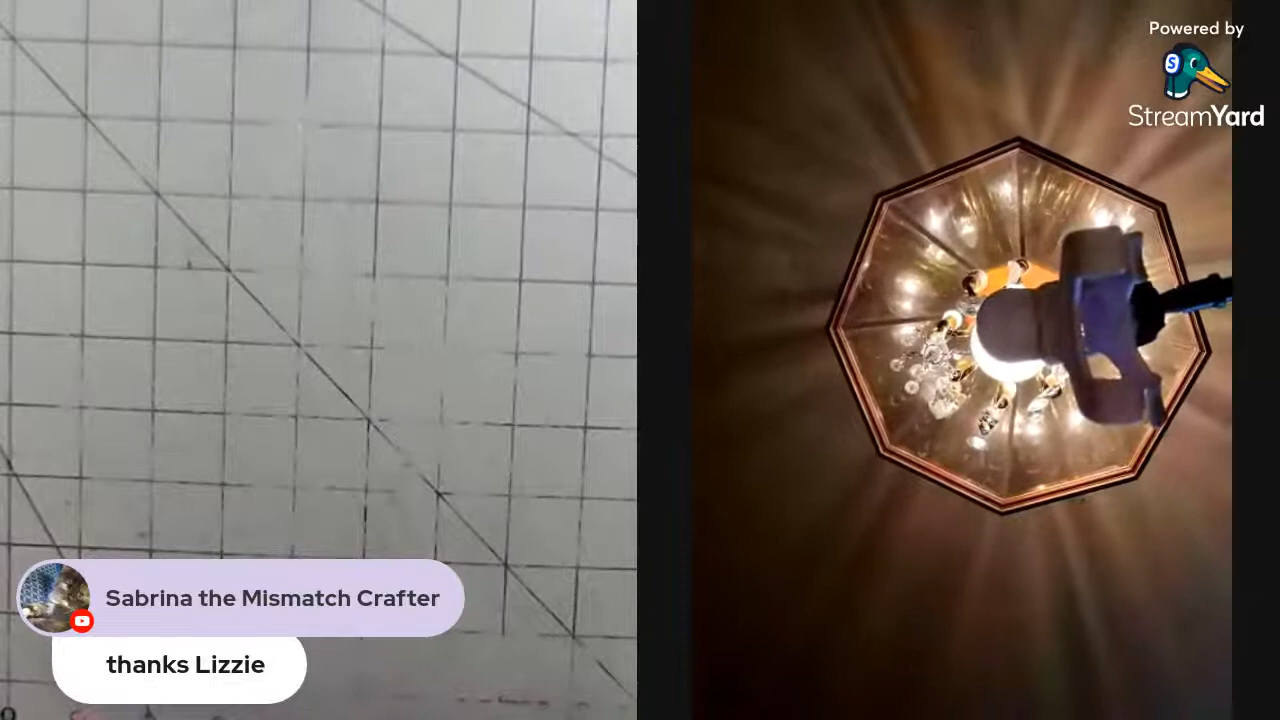 Powered by
StreamYard
Sabrina the Mismatch Crafter
thanks Lizzie